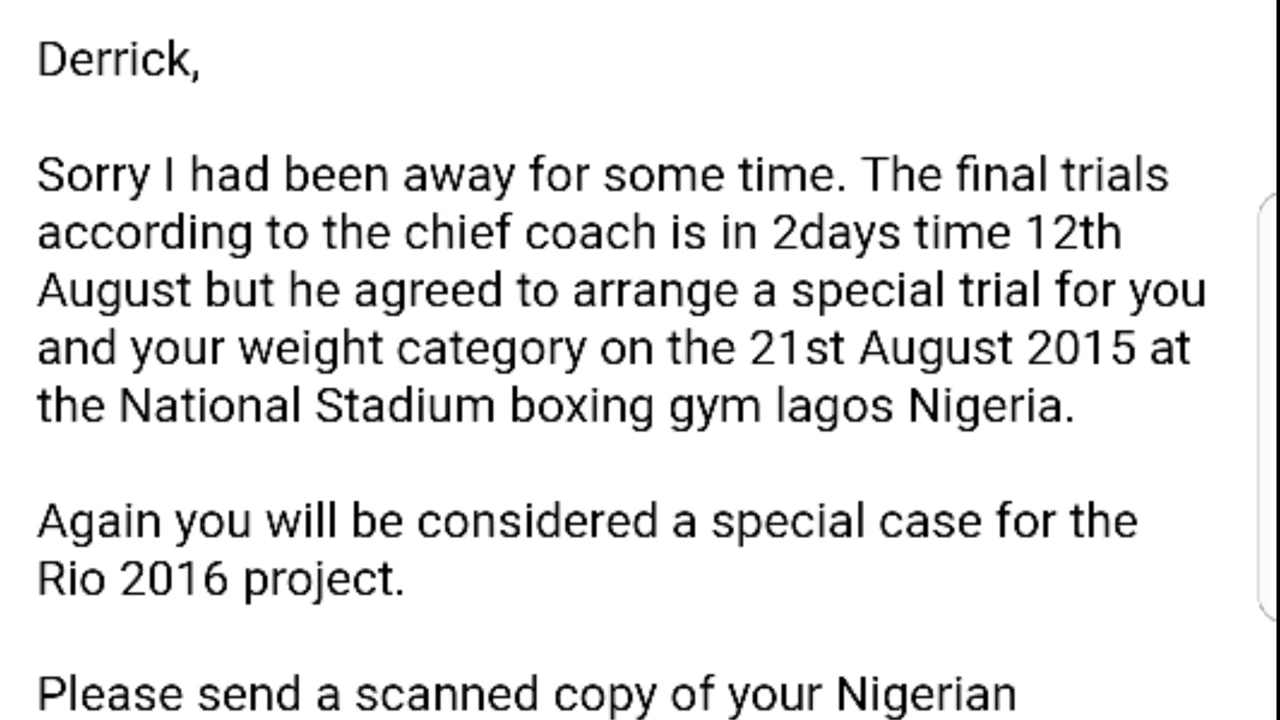 Derrick,
Sorry I had been away for some time. The final trials
according to the chief coach is in 2days time 12th
August but he agreed to arrange a special trial for you
and your weight category on the 21st August 2015 at
the National Stadium boxing gym lagos Nigeria.
Again you will be considered a special case for the
Rio 2016 project.
Please send a scanned copy of your Nigerian